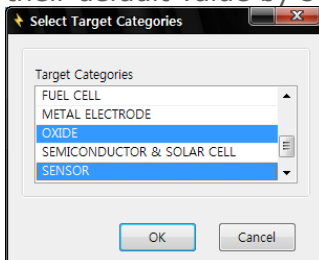 Select Target Categories
Target Categories
FUEL CELL
METAL ELECTRODE
OXIDE
SEMICONDUCTOR & SOLAR CELL
SENSOR
OK Cancel